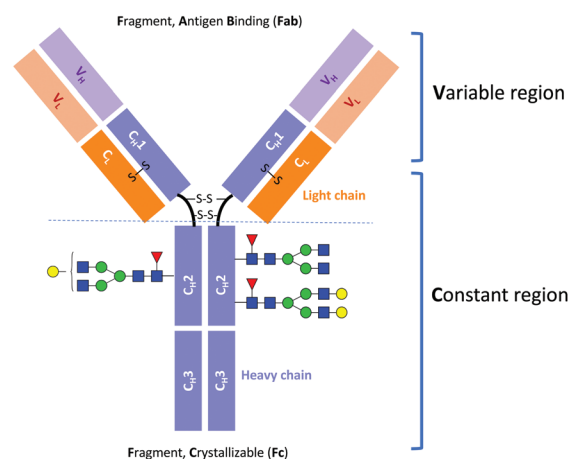 Fragment, Antigen Binding (Fab)
VH
VL
CH1
CL
S-S
VH
VL
CH1
CL
S-S
Variable region
Light chain
-S-S-
-S-S-
CH2
CH2
Constant region
CH3
CH3
Heavy chain
Fragment, Crystallizable (Fc)